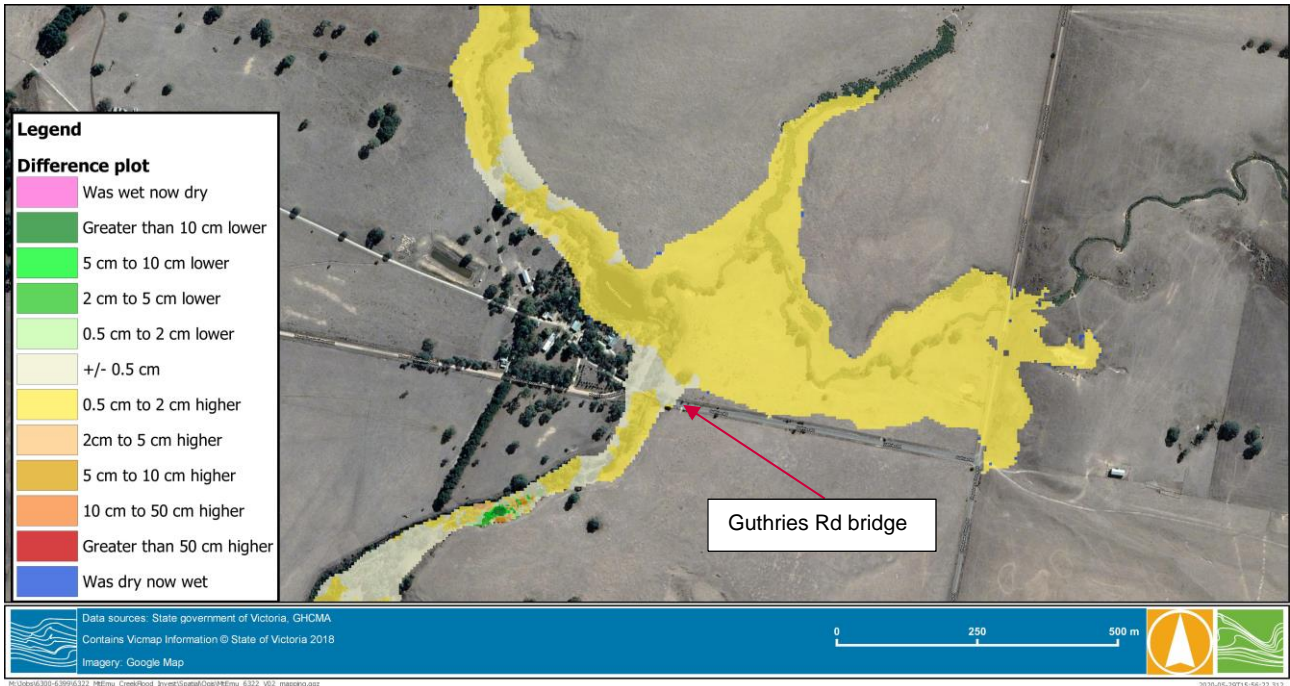 Legend
Difference plot
Was wet now dry
Greater than 10 cm lower
5 cm to 10 cm lower
2 cm to 5 cm lower
0.5 cm to 2 cm lower
+/- 0.5 cm
0.5 cm to 2 cm higher
2cm to 5 cm higher
5 cm to 10 cm higher
10 cm to 50 cm higher
Greater than 50 cm higher
Was dry now wet
Guthries Rd bridge
Data sources: State government of Victoria, GHCMA
Contains Vicmap Information © State of Victoria 2018
Imagery: Google Map
0 250 500 m